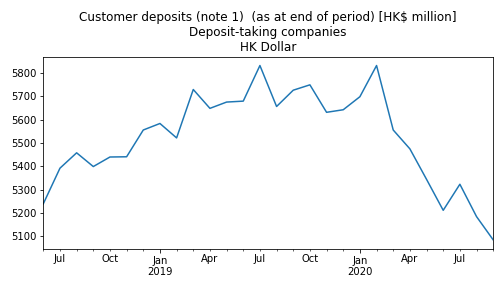 Customer deposits (note 1)  (as at end of period) [HK$ million]
Deposit-taking companies
HK Dollar
5800
5700
5600
5500
5400
5300
5200
5100
Jul Oct Jan Apr Jul Oct Jan Apr Jul
2019 2020